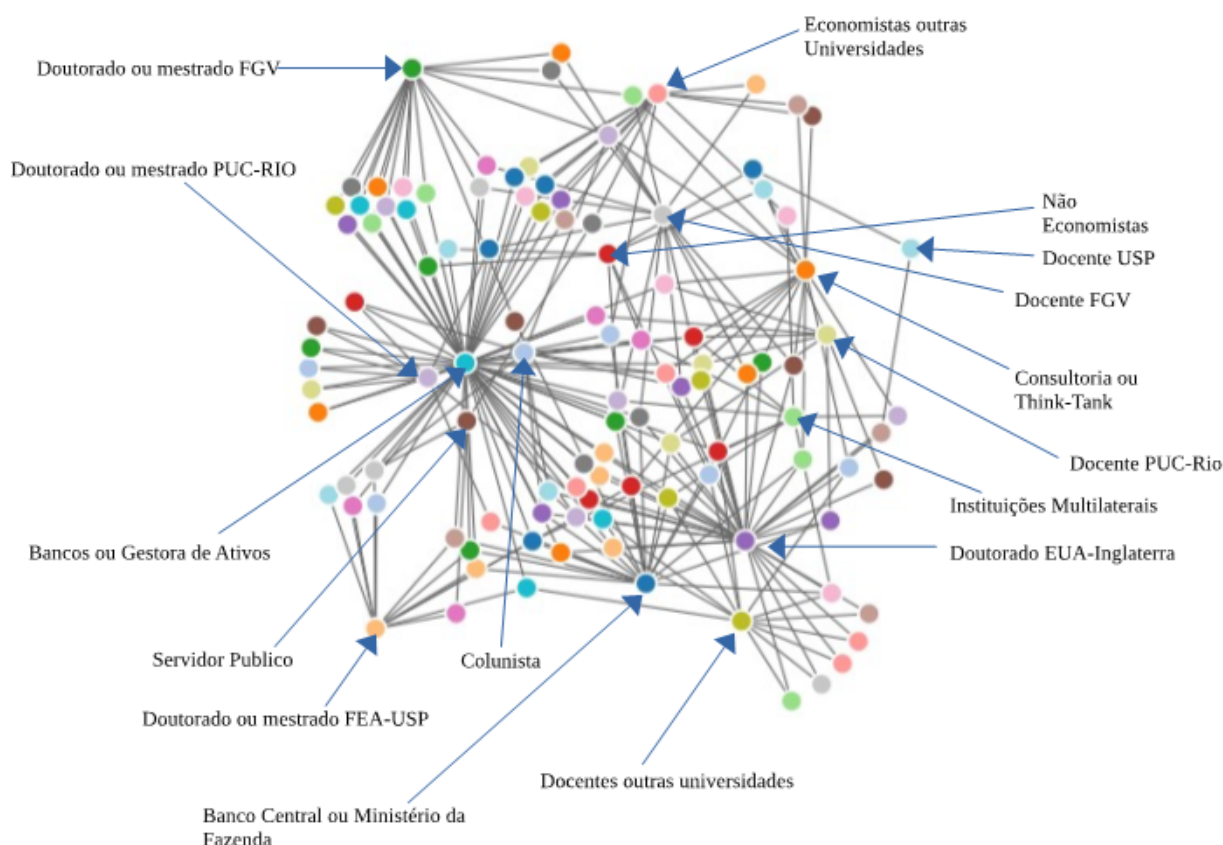 Economistas outras
Universidades
Doutorado ou mestrado FGV
Doutorado ou mestrado PUC-RIO
Não
Economistas
Docente USP
Docente FGV
Consultoria ou
Think-Tank
Docente PUC-Rio
Instituições Multilaterais
Bancos ou Gestora de Ativos
Doutorado EUA-Inglaterra
Servidor Publico
Colunista
Doutorado ou mestrado FEA-USP
Docentes outras universidades
Banco Central ou Ministério da
Fazenda